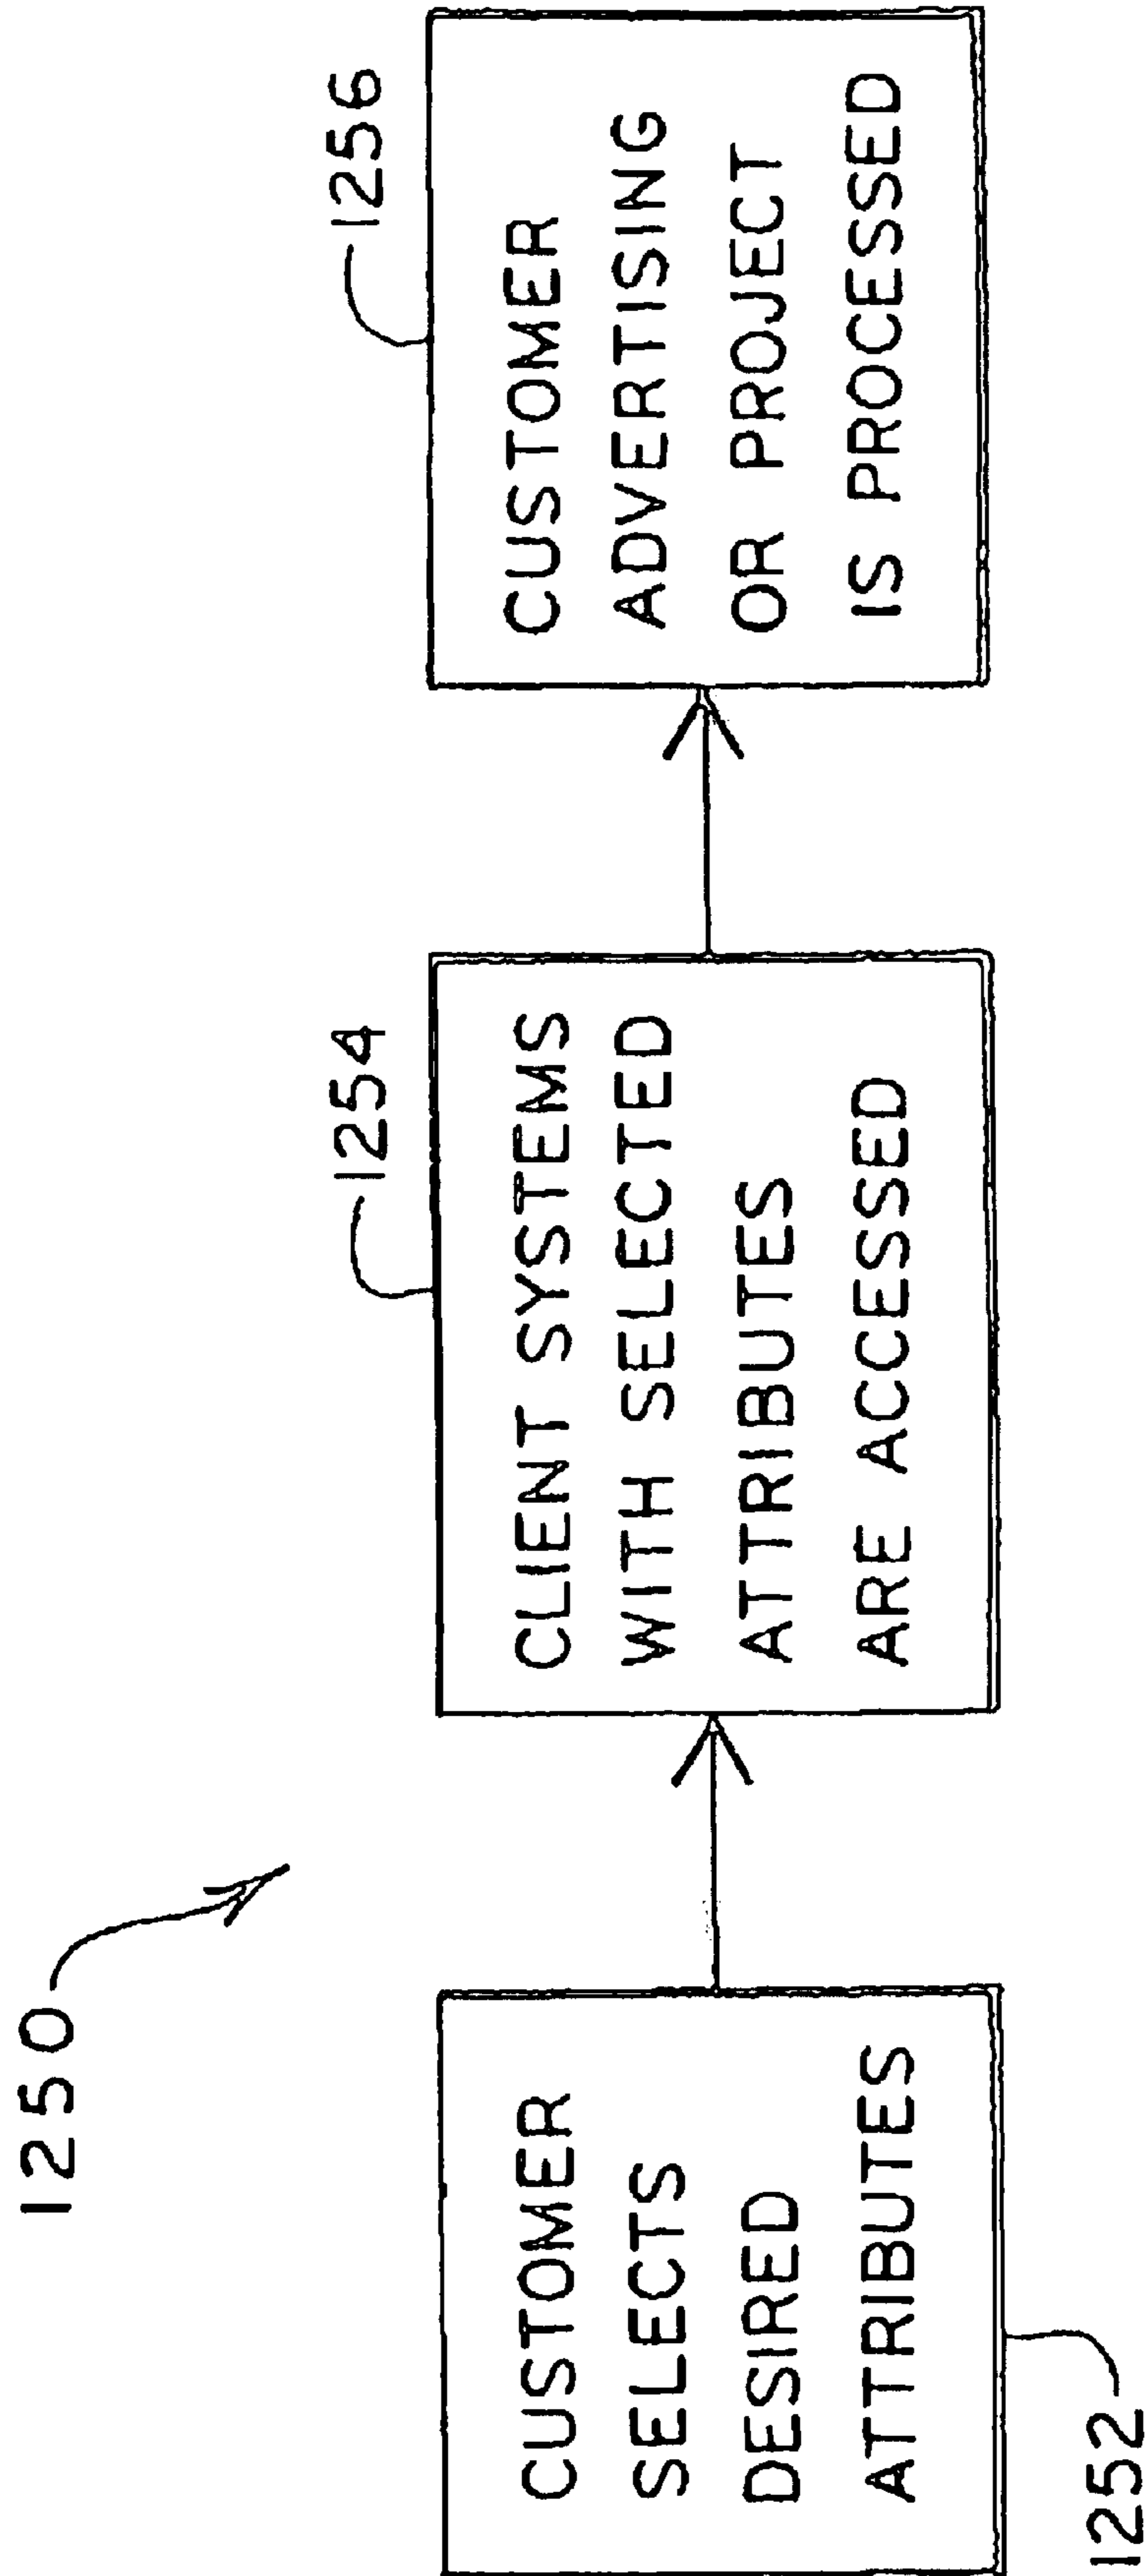 1250
CUSTOMER
SELECTS
DESIRED
ATTRIBUTES
1252
CLIENT SYSTEMS
WITH SELECTED
ATTRIBUTES
ARE ACCESSED
1254
CUSTOMER
ADVERTISING
OR PROJECT
IS PROCESSED
1256